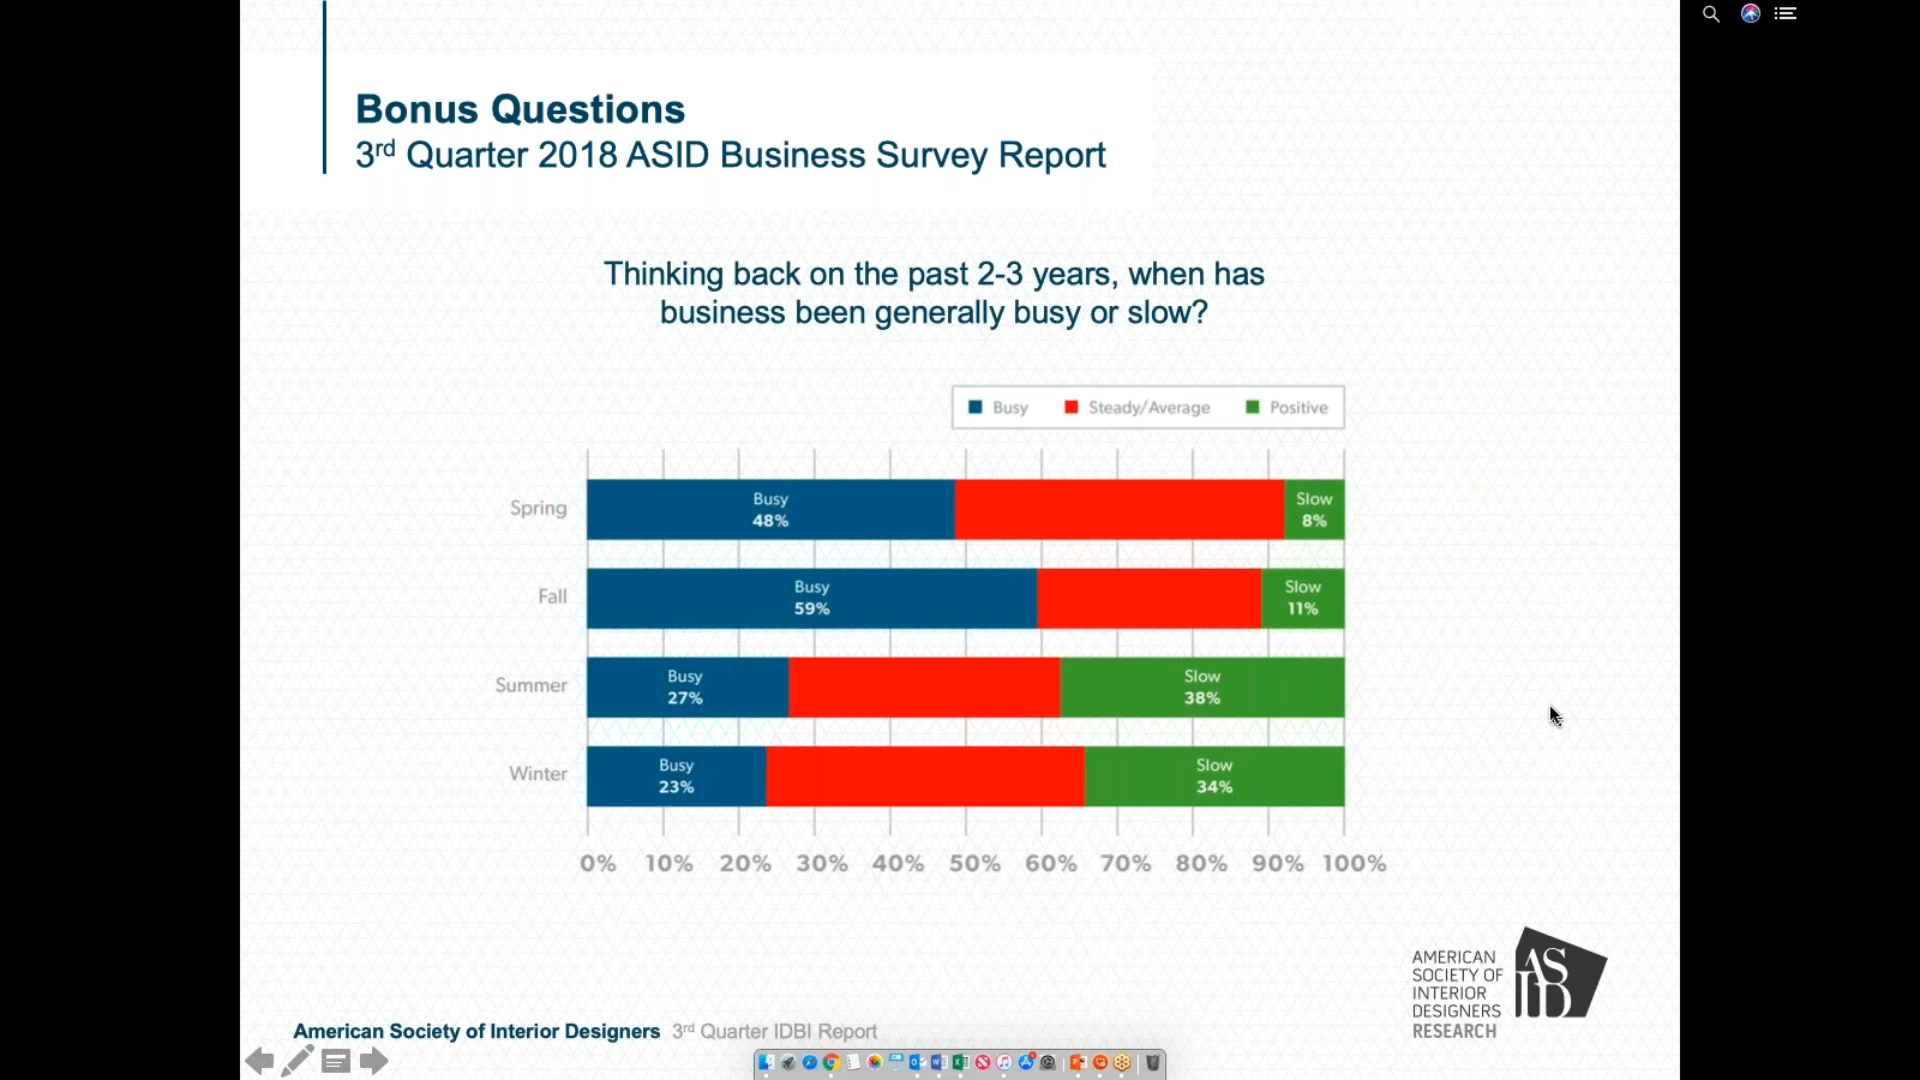 Bonus Questions
3rd Quarter 2018 ASID Business Survey Report
Thinking back on the past 2-3 years, when has
business been generally busy or slow?
Busy Steady/Average Positive
Spring
Busy
48%
Slow
8%
Fall
Busy
59%
Slow
11%
Summer
Busy
27%
Slow
38%
Winter
Busy
23%
Slow
34%
0% 10% 20% 30% 40% 50% 60% 70% 80% 90% 100%
AMERICAN
SOCIETY OF
INTERIOR
DESIGNERS
RESEARCH
AS
ID
American Society of Interior Designers 3rd Quarter IDBI Report